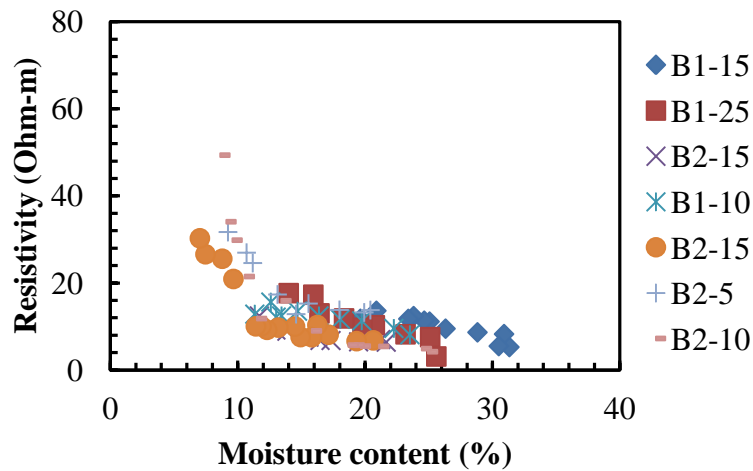 80
60
40
20
0
Resistivity (Ohm-m)
0 10 20 30 40
Moisture content (%)
B1-15
B1-25
B2-15
B1-10
B2-15
B2-5
B2-10